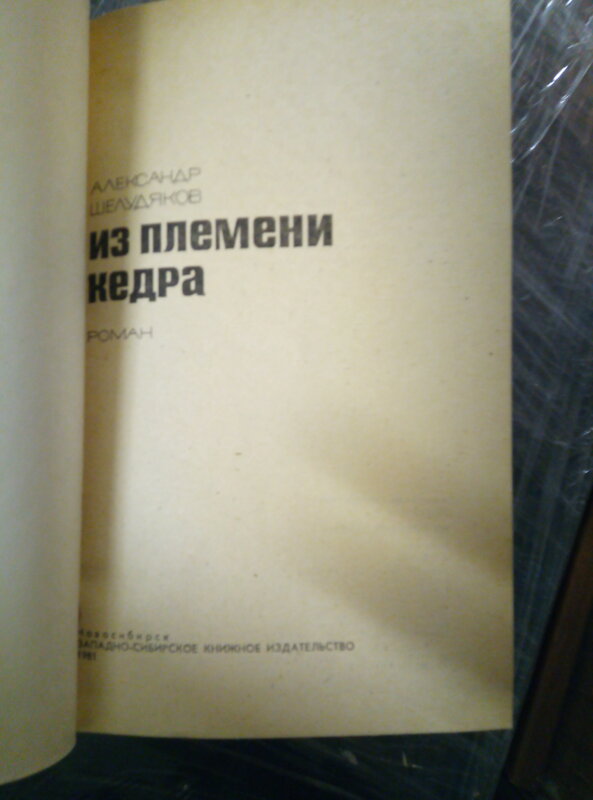 АЛЕКСАНДР
ШЕЛУДЯКОВ
из племени
кедра
РОМАН
Новосибирск
ЗАПАДНО-СИБИРСКОЕ КНИЖНОЕ ИЗДАТЕЛЬСТВО
1981